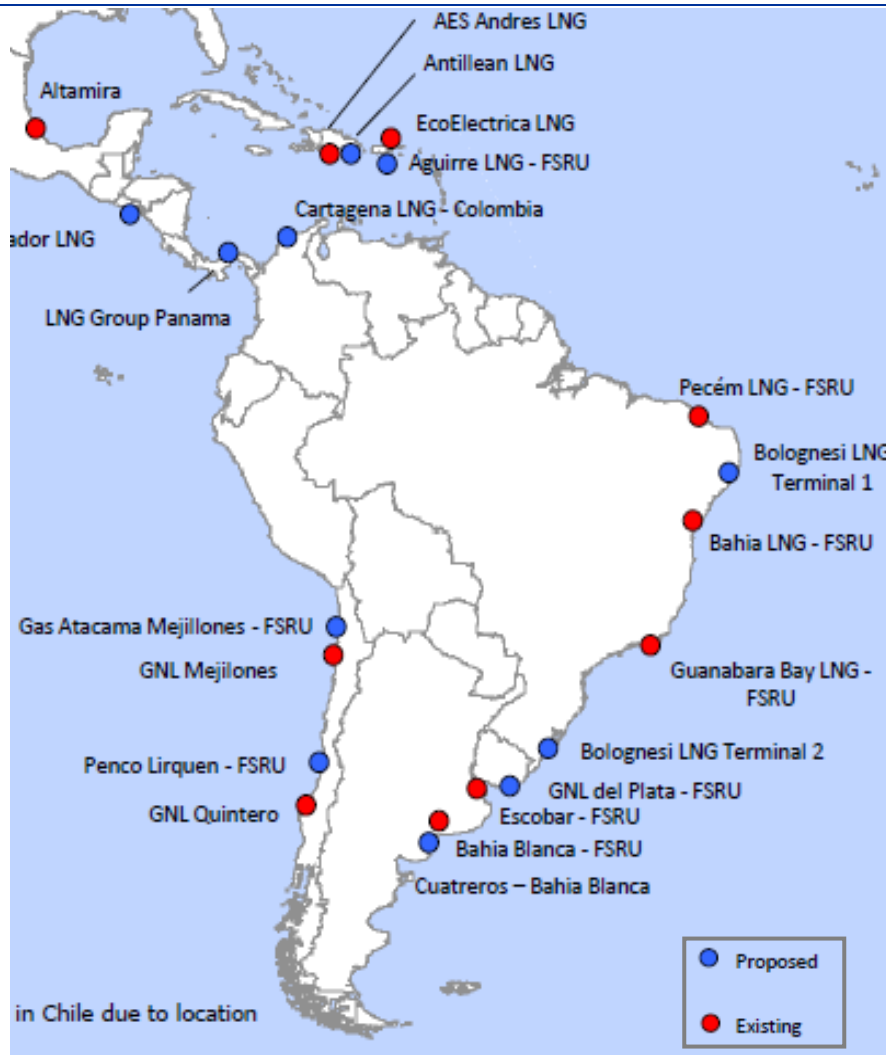 AES Andres LNG
Antillean LNG
Altamira
EcoElectrica LNG
Aguirre LNG - FSRU
Cartagena LNG - Colombia
ador LNG
LNG Group Panama
Pecém LNG - FSRU
Bolognesi LNG
Terminal 1
Bahia LNG - FSRU
Gas Atacama Mejillones - FSRU
GNL Mejilones
Guanabara Bay LNG -
FSRU
Bolognesi LNG Terminal 2
Penco Lirquen - FSRU
GNL del Plata - FSRU
GNL Quintero
Escobar - FSRU
Bahia Blanca - FSRU
Cuatreros – Bahia Blanca
Proposed
in Chile due to location
Existing